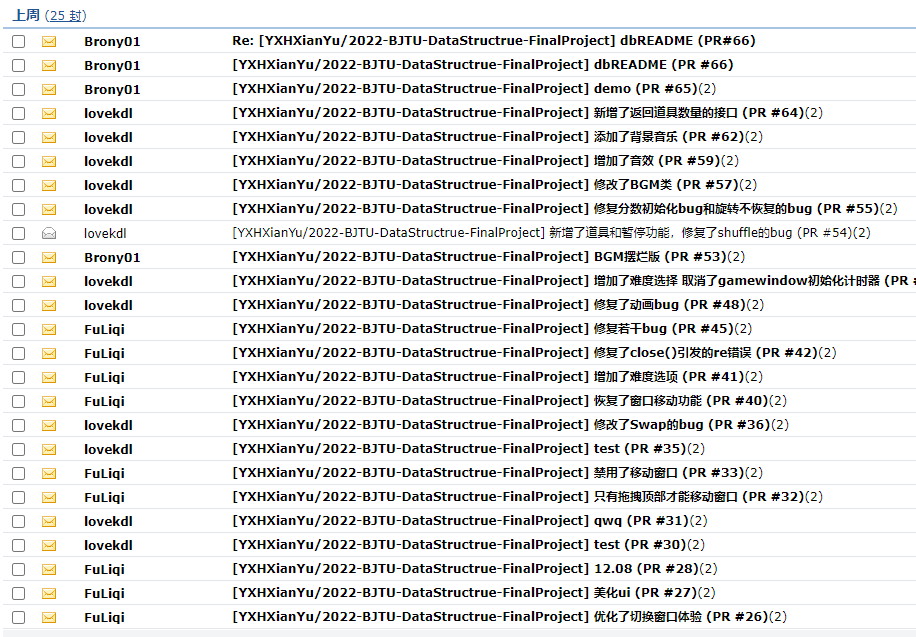 上周 (25 封)
Brony01 Re: [YXHXianYu/2022-BJTU-DataStructrue-FinalProject] dbREADME (PR#66)
Brony01 [YXHXianYu/2022-BJTU-DataStructrue-FinalProject] dbREADME (PR #66)
Brony01 [YXHXianYu/2022-BJTU-DataStructrue-FinalProject] demo (PR #65)(2)
lovekdl [YXHXianYu/2022-BJTU-DataStructrue-FinalProject] 新增了返回道具数量的接口 (PR #64)(2)
lovekdl [YXHXianYu/2022-BJTU-DataStructrue-FinalProject] 添加了背景音乐 (PR #62)(2)
lovekdl [YXHXianYu/2022-BJTU-DataStructrue-FinalProject] 增加了音效 (PR #59)(2)
lovekdl [YXHXianYu/2022-BJTU-DataStructrue-FinalProject] 修改了BGM类 (PR #57)(2)
lovekdl [YXHXianYu/2022-BJTU-DataStructrue-FinalProject] 修复分数初始化bug和旋转不恢复的bug (PR #55)(2)
lovekdl [YXHXianYu/2022-BJTU-DataStructrue-FinalProject] 新增了道具和暂停功能，修复了shuffle的bug (PR #54)(2)
Brony01 [YXHXianYu/2022-BJTU-DataStructrue-FinalProject] BGM摆烂版 (PR #53)(2)
lovekdl [YXHXianYu/2022-BJTU-DataStructrue-FinalProject] 增加了难度选择 取消了gamewindow初始化计时器 (PR #
lovekdl [YXHXianYu/2022-BJTU-DataStructrue-FinalProject] 修复了动画bug (PR #48)(2)
FuLiqi [YXHXianYu/2022-BJTU-DataStructrue-FinalProject] 修复若干bug (PR #45)(2)
FuLiqi [YXHXianYu/2022-BJTU-DataStructrue-FinalProject] 修复了close()引发的re错误 (PR #42)(2)
FuLiqi [YXHXianYu/2022-BJTU-DataStructrue-FinalProject] 增加了难度选项 (PR #41)(2)
FuLiqi [YXHXianYu/2022-BJTU-DataStructrue-FinalProject] 恢复了窗口移动功能 (PR #40)(2)
lovekdl [YXHXianYu/2022-BJTU-DataStructrue-FinalProject] 修改了Swap的bug (PR #36)(2)
lovekdl [YXHXianYu/2022-BJTU-DataStructrue-FinalProject] test (PR #35)(2)
FuLiqi [YXHXianYu/2022-BJTU-DataStructrue-FinalProject] 禁用了移动窗口 (PR #33)(2)
FuLiqi [YXHXianYu/2022-BJTU-DataStructrue-FinalProject] 只有拖拽顶部才能移动窗口 (PR #32)(2)
lovekdl [YXHXianYu/2022-BJTU-DataStructrue-FinalProject] qwq (PR #31)(2)
lovekdl [YXHXianYu/2022-BJTU-DataStructrue-FinalProject] test (PR #30)(2)
FuLiqi [YXHXianYu/2022-BJTU-DataStructrue-FinalProject] 12.08 (PR #28)(2)
FuLiqi [YXHXianYu/2022-BJTU-DataStructrue-FinalProject] 美化ui (PR #27)(2)
FuLiqi [YXHXianYu/2022-BJTU-DataStructrue-FinalProject] 优化了切换窗口体验 (PR #26)(2)